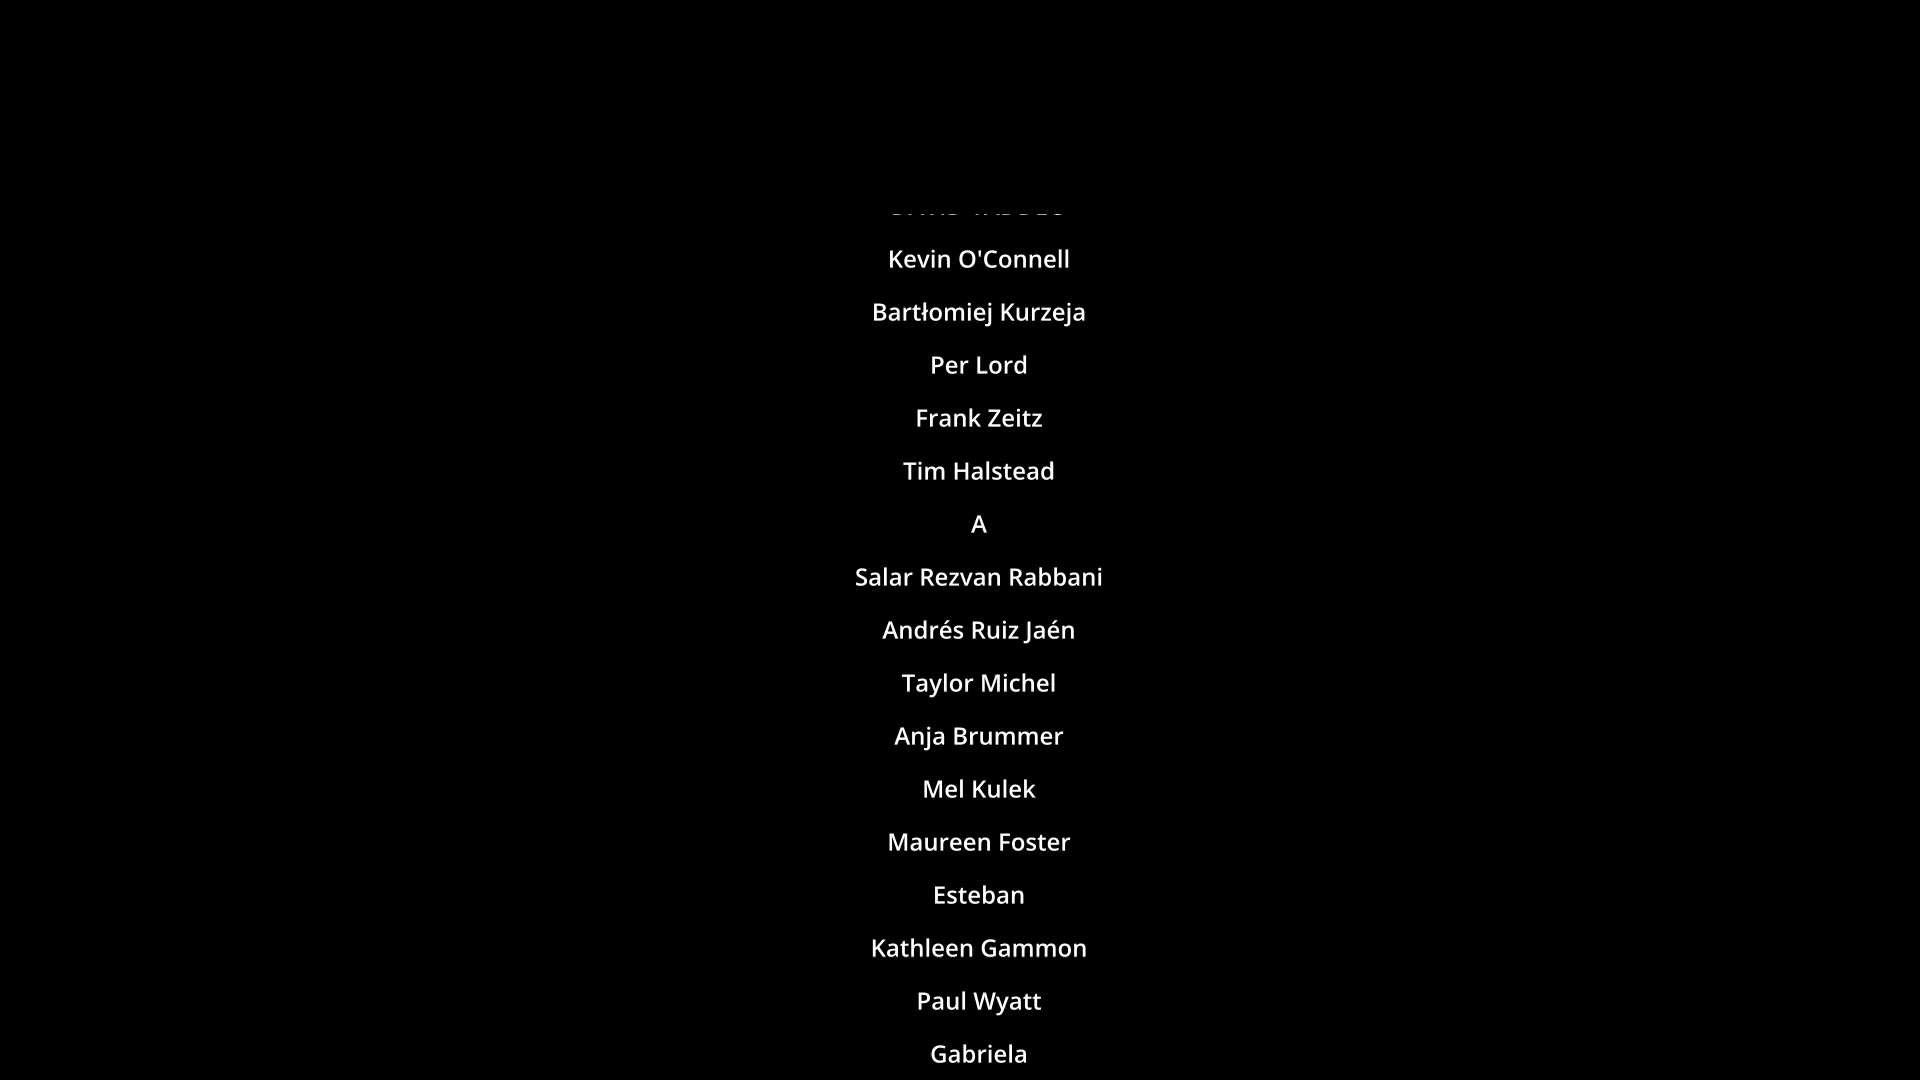 Kevin O'Connell
Bartłomiej Kurzeja
Per Lord
Frank Zeitz
Tim Halstead
A
Salar Rezvan Rabbani
Andrés Ruiz Jaén
Taylor Michel
Anja Brummer
Mel Kulek
Maureen Foster
Esteban
Kathleen Gammon
Paul Wyatt
Gabriela